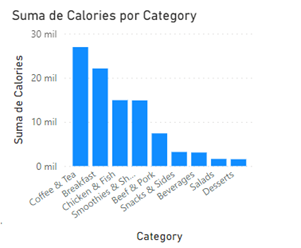 Suma de Calories por Category
Suma de Calories
30 mil
20 mil
10 mil
0 mil
Coffee & Tea
Breakfast
Chicken & Fish
Smoothies & Sh...
Beef & Pork
Snacks & Sides
Beverages
Salads
Desserts
Category